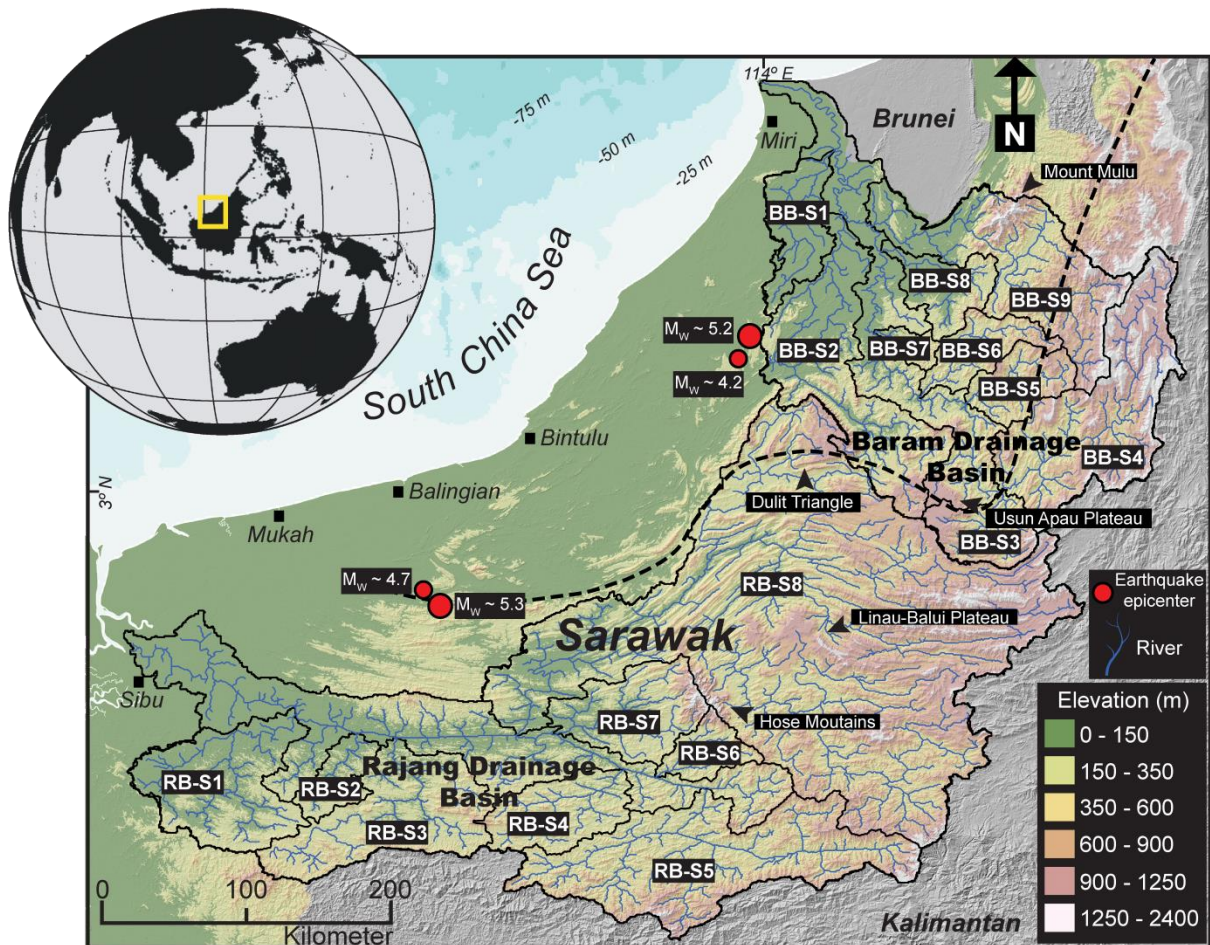 114° E
Brunei
N
-75 m
-50 m
-25 m
Miri
Mount Mulu
BB-S1
BB-S8
BB-S9
South China Sea
M_W ~ 5.2
M_W ~ 4.2
BB-S2
BB-S7
BB-S6
BB-S5
Bintulu
Baram Drainage
Basin
BB-S4
3° N
Balingian
Dulit Triangle
Usun Apau Plateau
Mukah
BB-S3
M_W ~ 4.7
M_W ~ 5.3
RB-S8
Earthquake
epicenter
Linau-Balui Plateau
Sarawak
River
Sibu
RB-S7
Hose Moutains
Elevation (m)
0 - 150
150 - 350
350 - 600
600 - 900
900 - 1250
1250 - 2400
RB-S6
RB-S1
RB-S2
Rajang Drainage
Basin
RB-S3
RB-S4
RB-S5
0 100 200
Kilometer
Kalimantan